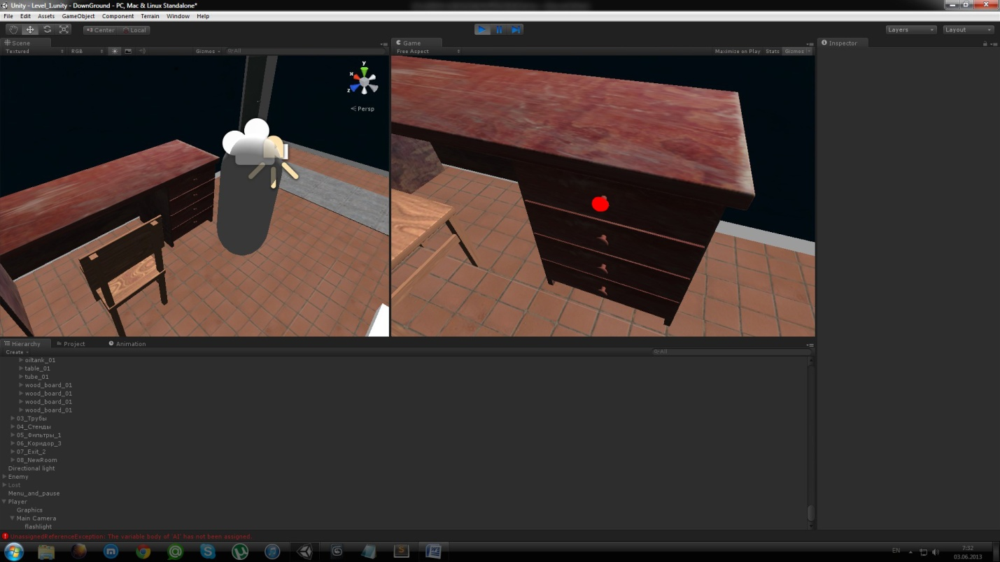 Unity - Level_1.unity - DownGround - PC, Mac & Linux Standalone*
File Edit Assets GameObject Component Terrain Window Help
Center Local Layers Layout
Scene Game Inspector
Textured RGB Gizmos All Free Aspect Maximize on Play Stats Gizmos
y
x
z
Persp
Hierarchy Project Animation
Create All
oiltank_01
table_01
tube_01
wood_board_01
wood_board_01
wood_board_01
wood_board_01
03_Трубы
04_Стенды
05_Фильтры_1
06_Коридор_3
07_Exit_2
08_NewRoom
Directional light
Enemy
Lost
Menu_and_pause
Player
Graphics
Main Camera
flashlight
UnassignedReferenceException: The variable body of 'AI' has not been assigned.
EN 7:32
03.06.2013